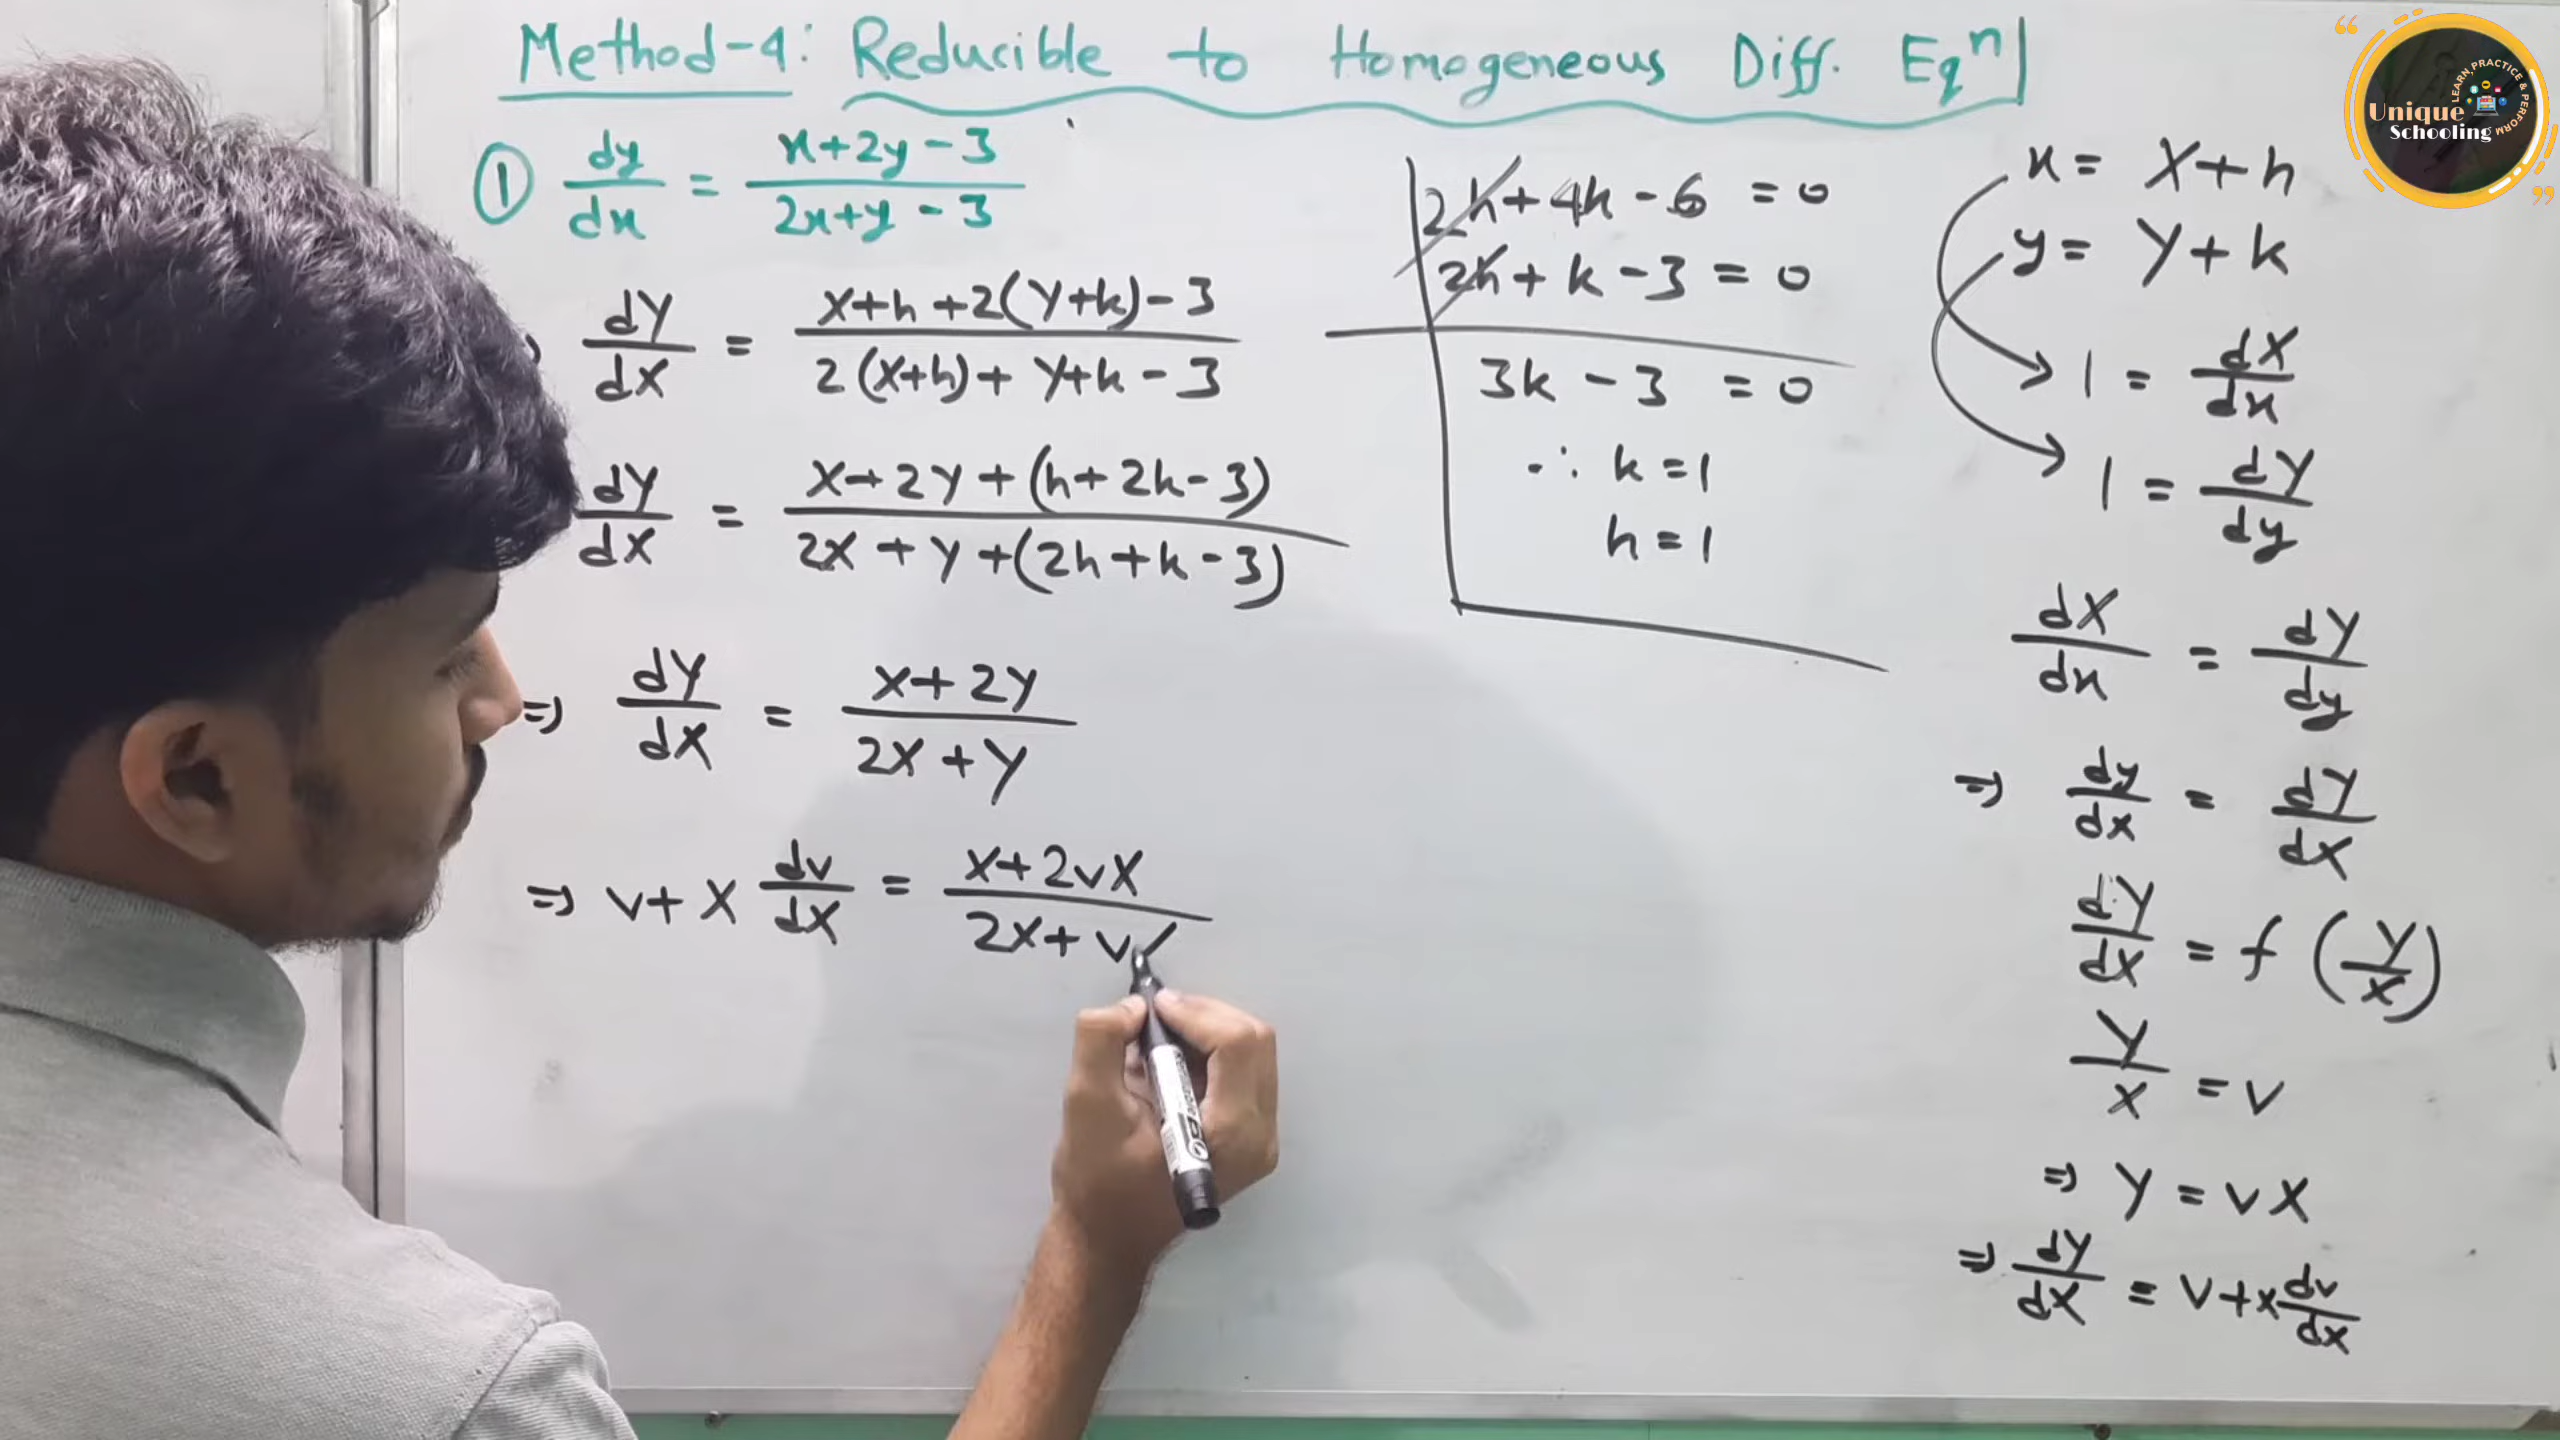 Method-4: Reducible to Homogeneous Diff. Eqⁿ
① dy/dx = (x+2y-3)/(2x+y-3)
dY/dX = (X+h+2(Y+k)-3)/(2(X+h)+Y+k-3)
dY/dX = (X+2Y+(h+2k-3))/(2X+Y+(2h+k-3))
⇒ dY/dX = (X+2Y)/(2X+Y)
⇒ v+X dv/dX = (X+2vX)/(2X+v
2h+4k-6 = 0
2h+k-3 = 0
3k-3 = 0
∴ k=1
h=1
x= X+h
y= Y+k
1 = dX/dx
1 = dY/dy
dX/dx = dY/dy
⇒ dy/dx = dY/dX
dY/dX = f (Y/X)
Y/X = v
⇒ Y = vX
⇒ dY/dX = v+X dv/dX
Unique
Schooling
LEARN, PRACTICE & PERFORM